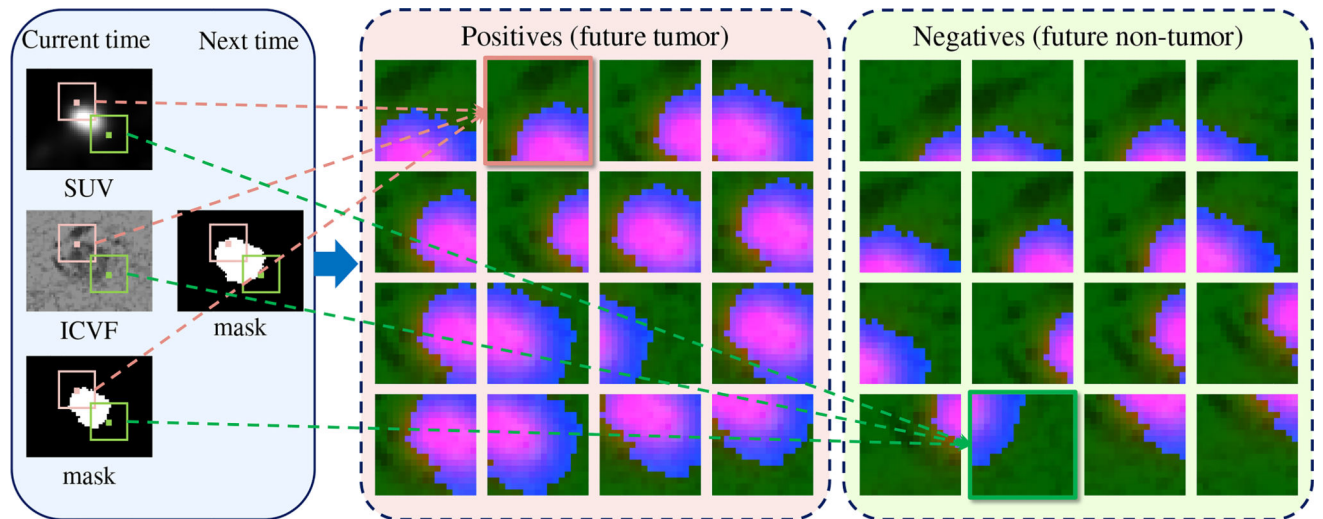 Current time
Next time
SUV
ICVF
mask
mask
Positives (future tumor)
Negatives (future non-tumor)